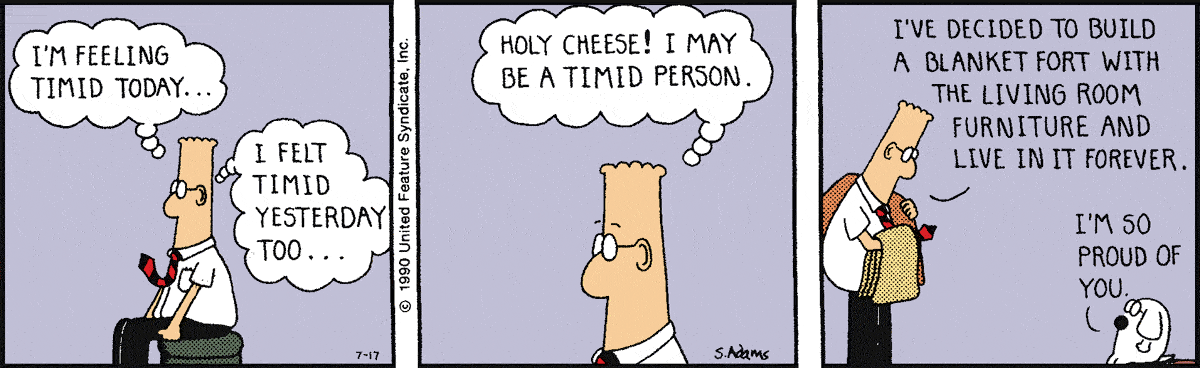 I'M FEELING
TIMID TODAY...
I FELT
TIMID
YESTERDAY
TOO...
7-17
© 1990 United Feature Syndicate, Inc.
HOLY CHEESE! I MAY
BE A TIMID PERSON.
S. Adams
I'VE DECIDED TO BUILD
A BLANKET FORT WITH
THE LIVING ROOM
FURNITURE AND
LIVE IN IT FOREVER.
I'M SO
PROUD OF
YOU.